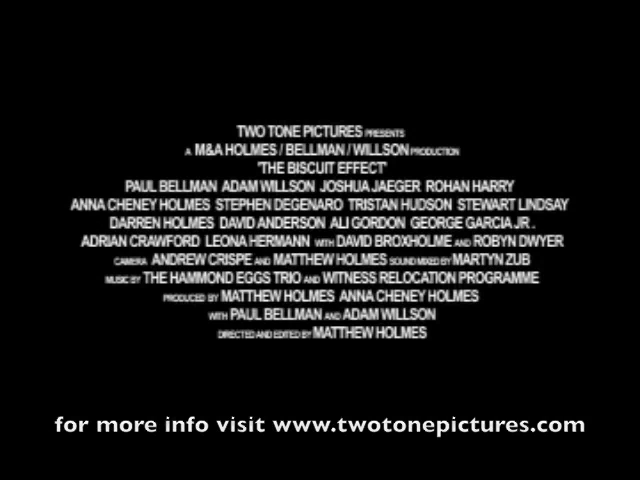 TWO TONE PICTURES PRESENTS
A M&A HOLMES / BELLMAN / WILLSON PRODUCTION
'THE BISCUIT EFFECT'
PAUL BELLMAN ADAM WILLSON JOSHUA JAEGER ROHAN HARRY
ANNA CHENEY HOLMES STEPHEN DEGENARO TRISTAN HUDSON STEWART LINDSAY
DARREN HOLMES DAVID ANDERSON ALI GORDON GEORGE GARCIA JR.
ADRIAN CRAWFORD LEONA HERMANN WITH DAVID BROXHOLME AND ROBYN DWYER
CAMERA ANDREW CRISPE AND MATTHEW HOLMES SOUND MIXED BY MARTYN ZUB
MUSIC BY THE HAMMOND EGGS TRIO AND WITNESS RELOCATION PROGRAMME
PRODUCED BY MATTHEW HOLMES ANNA CHENEY HOLMES
WITH PAUL BELLMAN AND ADAM WILLSON
DIRECTED AND EDITED BY MATTHEW HOLMES
for more info visit www.twotonepictures.com